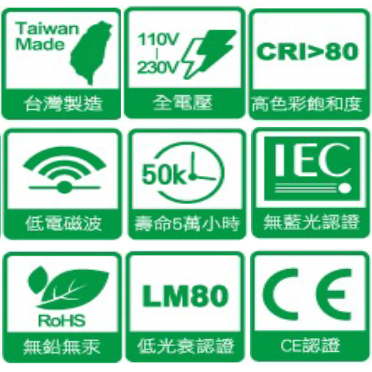 Taiwan
Made
台灣製造
110V
230V
全電壓
CRI>80
高色彩飽和度
低電磁波
50k
壽命5萬小時
IEC
無藍光認證
RoHS
無鉛無汞
LM80
低光衰認證
CE
CE認證